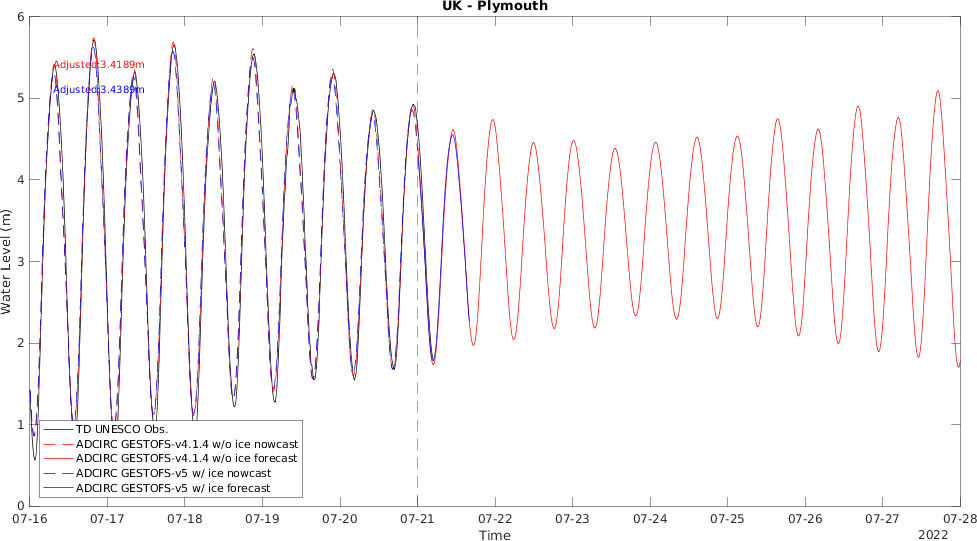 UK - Plymouth
6
5
4
3
2
1
0
Water Level (m)
Adjusted:3.4189m
Adjusted:3.4389m
TD UNESCO Obs.
ADCIRC GESTOFS-v4.1.4 w/o ice nowcast
ADCIRC GESTOFS-v4.1.4 w/o ice forecast
ADCIRC GESTOFS-v5 w/ ice nowcast
ADCIRC GESTOFS-v5 w/ ice forecast
07-16 07-17 07-18 07-19 07-20 07-21 07-22 07-23 07-24 07-25 07-26 07-27 07-28
Time
2022